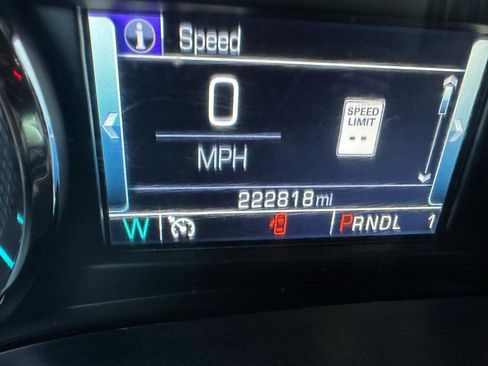 i Speed
0
SPEED
LIMIT
--
MPH
222818mi
W PRNDL 1